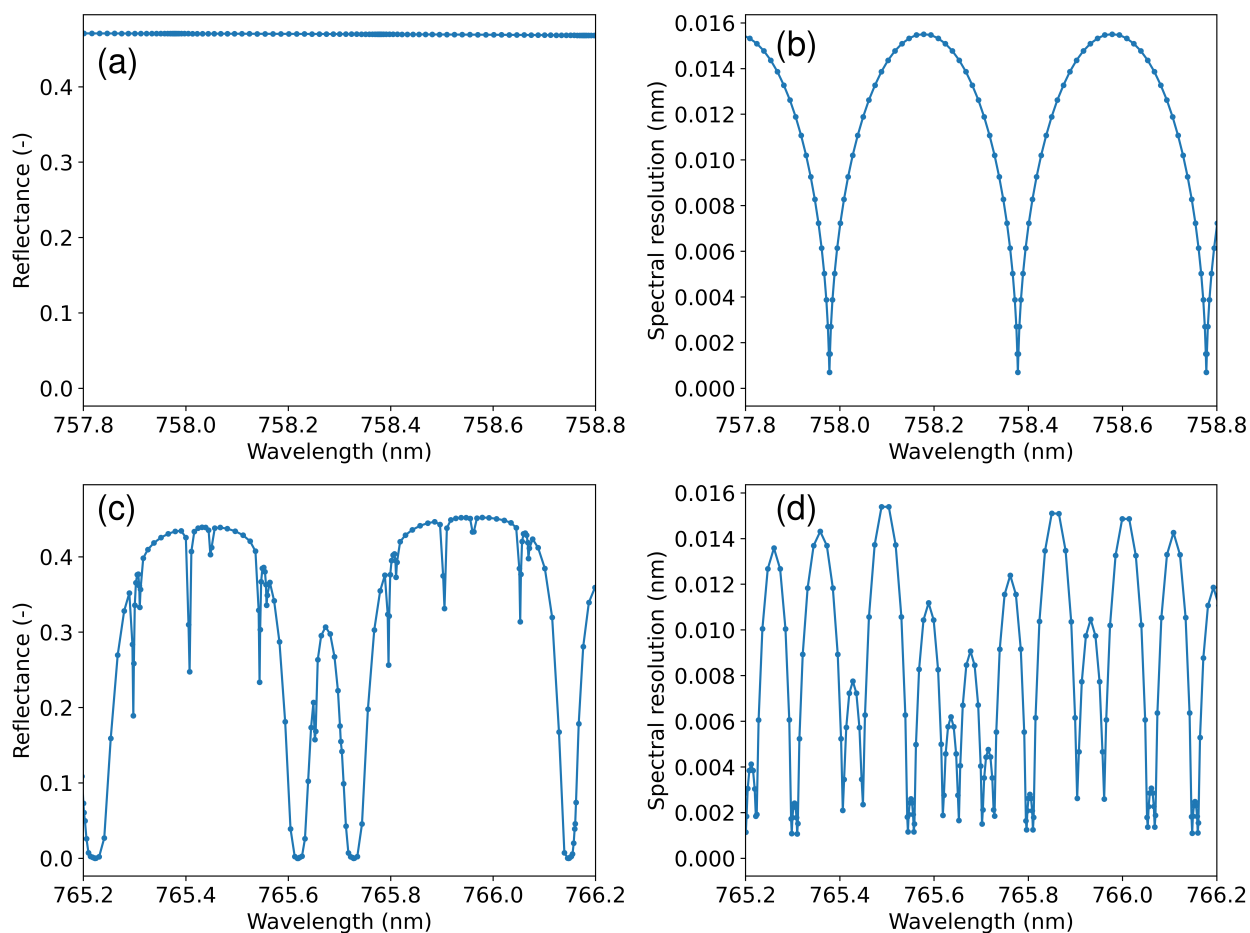 (a)
Reflectance (-)
0.4
0.3
0.2
0.1
0.0
757.8 758.0 758.2 758.4 758.6 758.8
Wavelength (nm)
(b)
Spectral resolution (nm)
0.016
0.014
0.012
0.010
0.008
0.006
0.004
0.002
0.000
757.8 758.0 758.2 758.4 758.6 758.8
Wavelength (nm)
(c)
Reflectance (-)
0.4
0.3
0.2
0.1
0.0
765.2 765.4 765.6 765.8 766.0 766.2
Wavelength (nm)
(d)
Spectral resolution (nm)
0.016
0.014
0.012
0.010
0.008
0.006
0.004
0.002
0.000
765.2 765.4 765.6 765.8 766.0 766.2
Wavelength (nm)